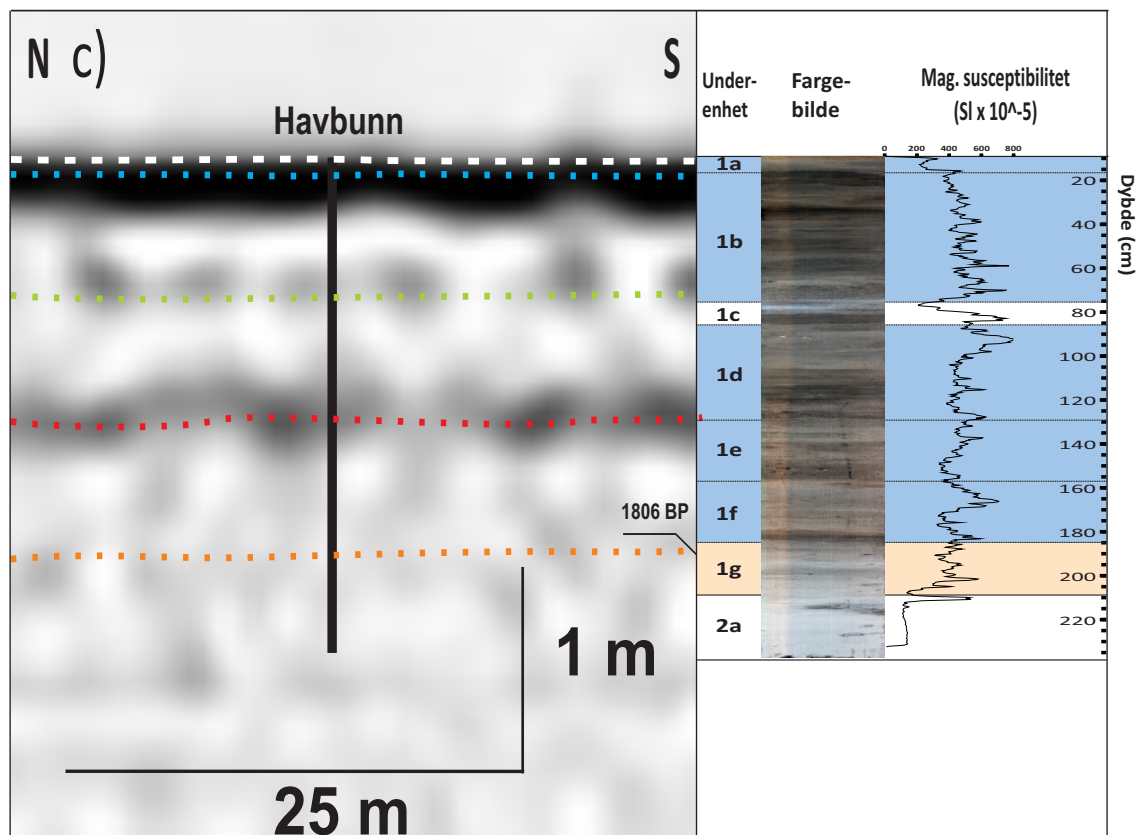 N c)
S
Havbunn
1806 BP
1 m
25 m
Under-
enhet
Farge-
bilde
Mag. susceptibilitet
(SI x 10^-5)
0 200 400 600 800
1a
1b
1c
1d
1e
1f
1g
2a
20
40
60
80
100
120
140
160
180
200
220
Dybde (cm)